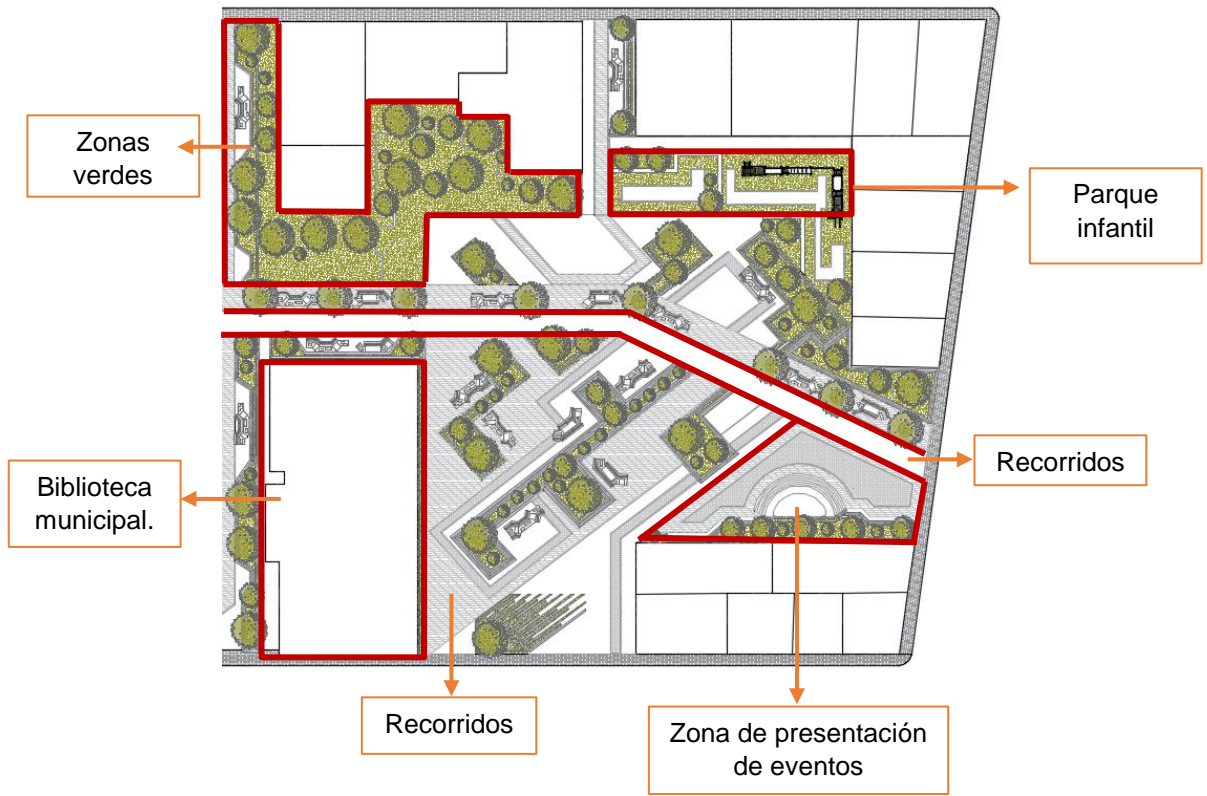 Zonas
verdes
Parque
infantil
Recorridos
Biblioteca
municipal.
Recorridos
Zona de presentación
de eventos